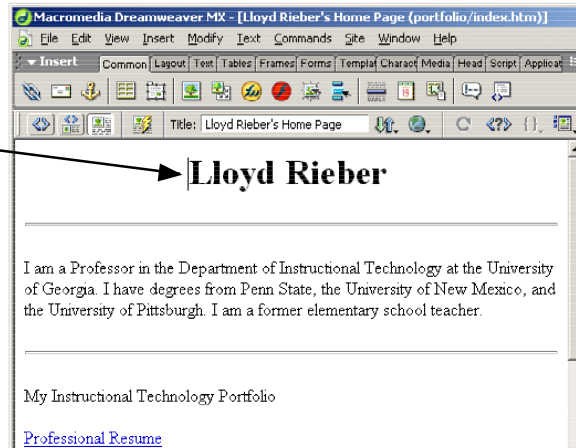 Macromedia Dreamweaver MX - [Lloyd Rieber's Home Page (portfolio/index.htm)]
File Edit View Insert Modify Text Commands Site Window Help
Insert Common Layout Text Tables Frames Forms Templat Charact Media Head Script Applicat
Title: Lloyd Rieber's Home Page
Lloyd Rieber
I am a Professor in the Department of Instructional Technology at the University
of Georgia. I have degrees from Penn State, the University of New Mexico, and
the University of Pittsburgh. I am a former elementary school teacher.
My Instructional Technology Portfolio
Professional Resume